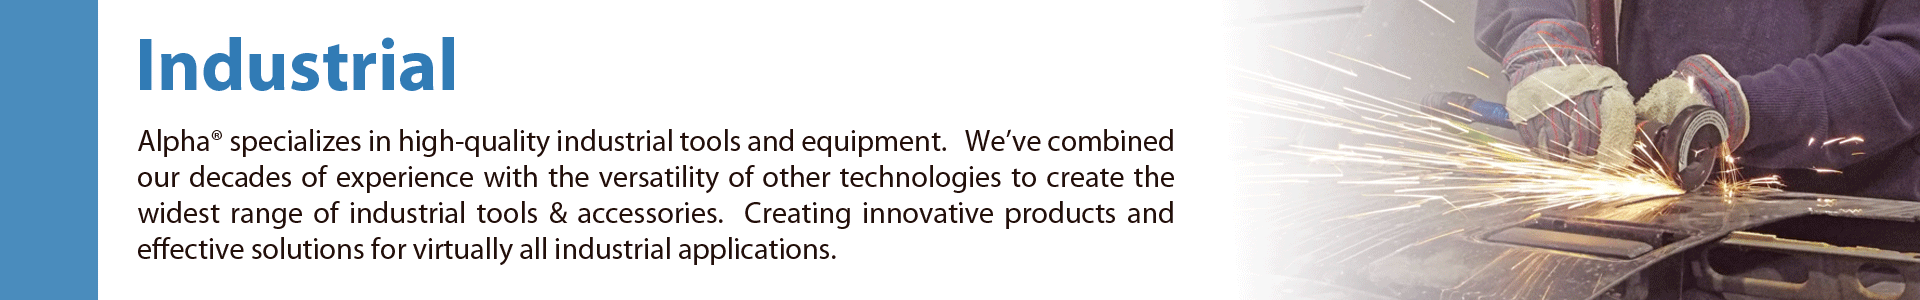 Industrial
Alpha® specializes in high-quality industrial tools and equipment.   We’ve combined
our decades of experience with the versatility of other technologies to create the
widest range of industrial tools & accessories.  Creating innovative products and
effective solutions for virtually all industrial applications.